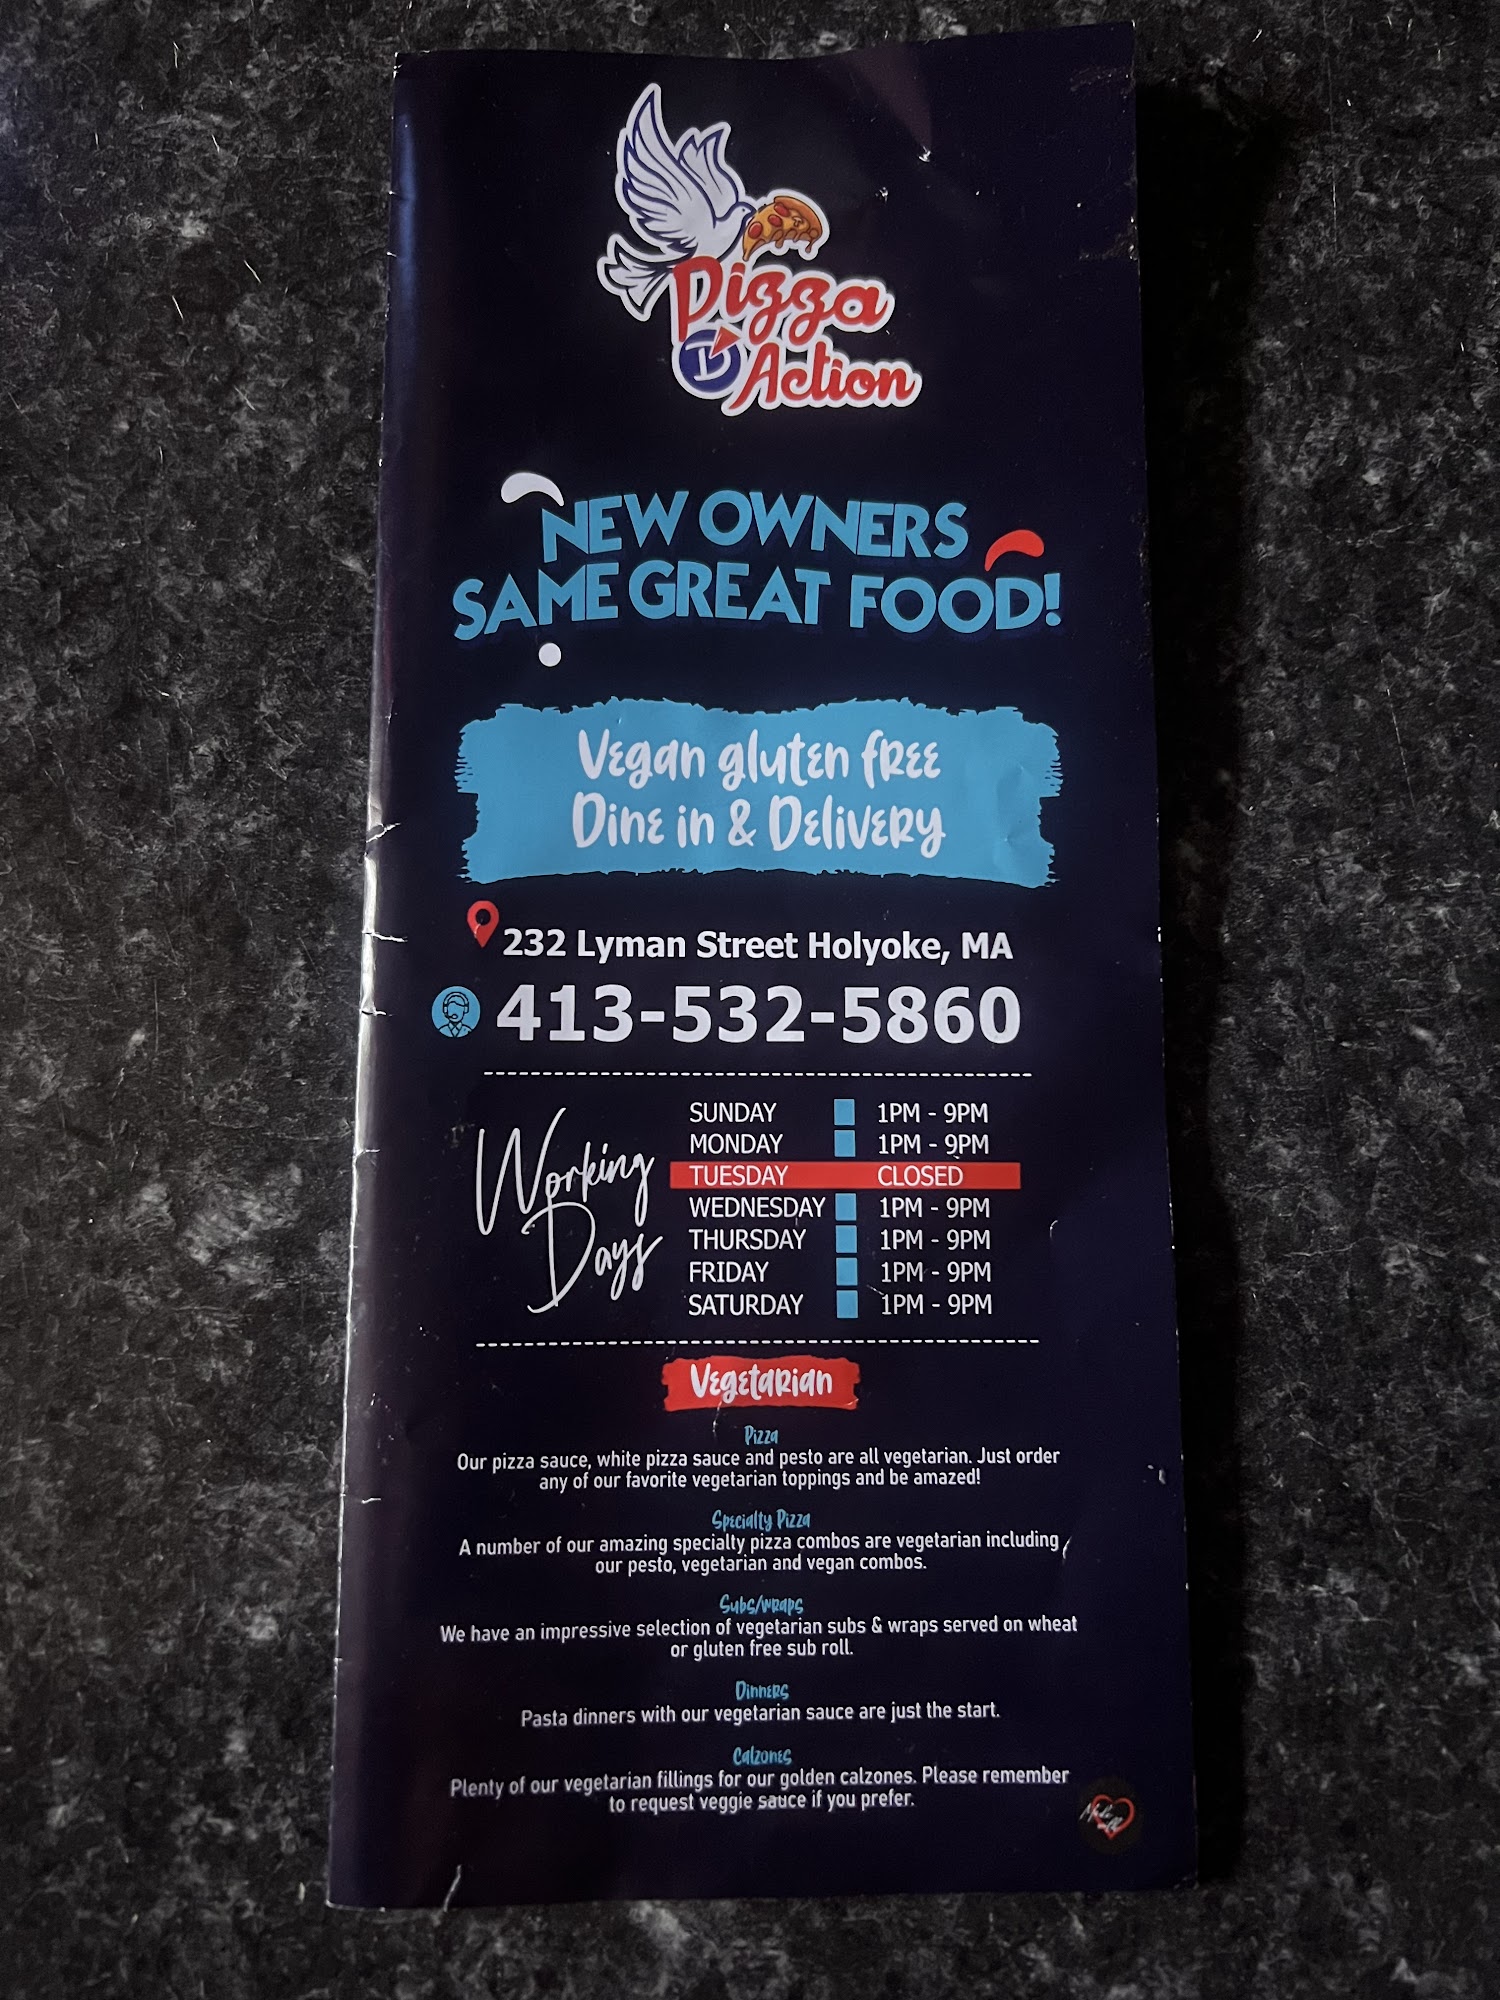 Pizza
D Action
NEW OWNERS
SAME GREAT FOOD!
Vegan gluten free
Dine in & Delivery
232 Lyman Street Holyoke, MA
413-532-5860
Working
Days
SUNDAY 1PM - 9PM
MONDAY 1PM - 9PM
TUESDAY CLOSED
WEDNESDAY 1PM - 9PM
THURSDAY 1PM - 9PM
FRIDAY 1PM - 9PM
SATURDAY 1PM - 9PM
Vegetarian
Pizza
Our pizza sauce, white pizza sauce and pesto are all vegetarian. Just order
any of our favorite vegetarian toppings and be amazed!
Specialty Pizza
A number of our amazing specialty pizza combos are vegetarian including
our pesto, vegetarian and vegan combos.
Subs/wraps
We have an impressive selection of vegetarian subs & wraps served on wheat
or gluten free sub roll.
Dinners
Pasta dinners with our vegetarian sauce are just the start.
Calzones
Plenty of our vegetarian fillings for our golden calzones. Please remember
to request veggie sauce if you prefer.